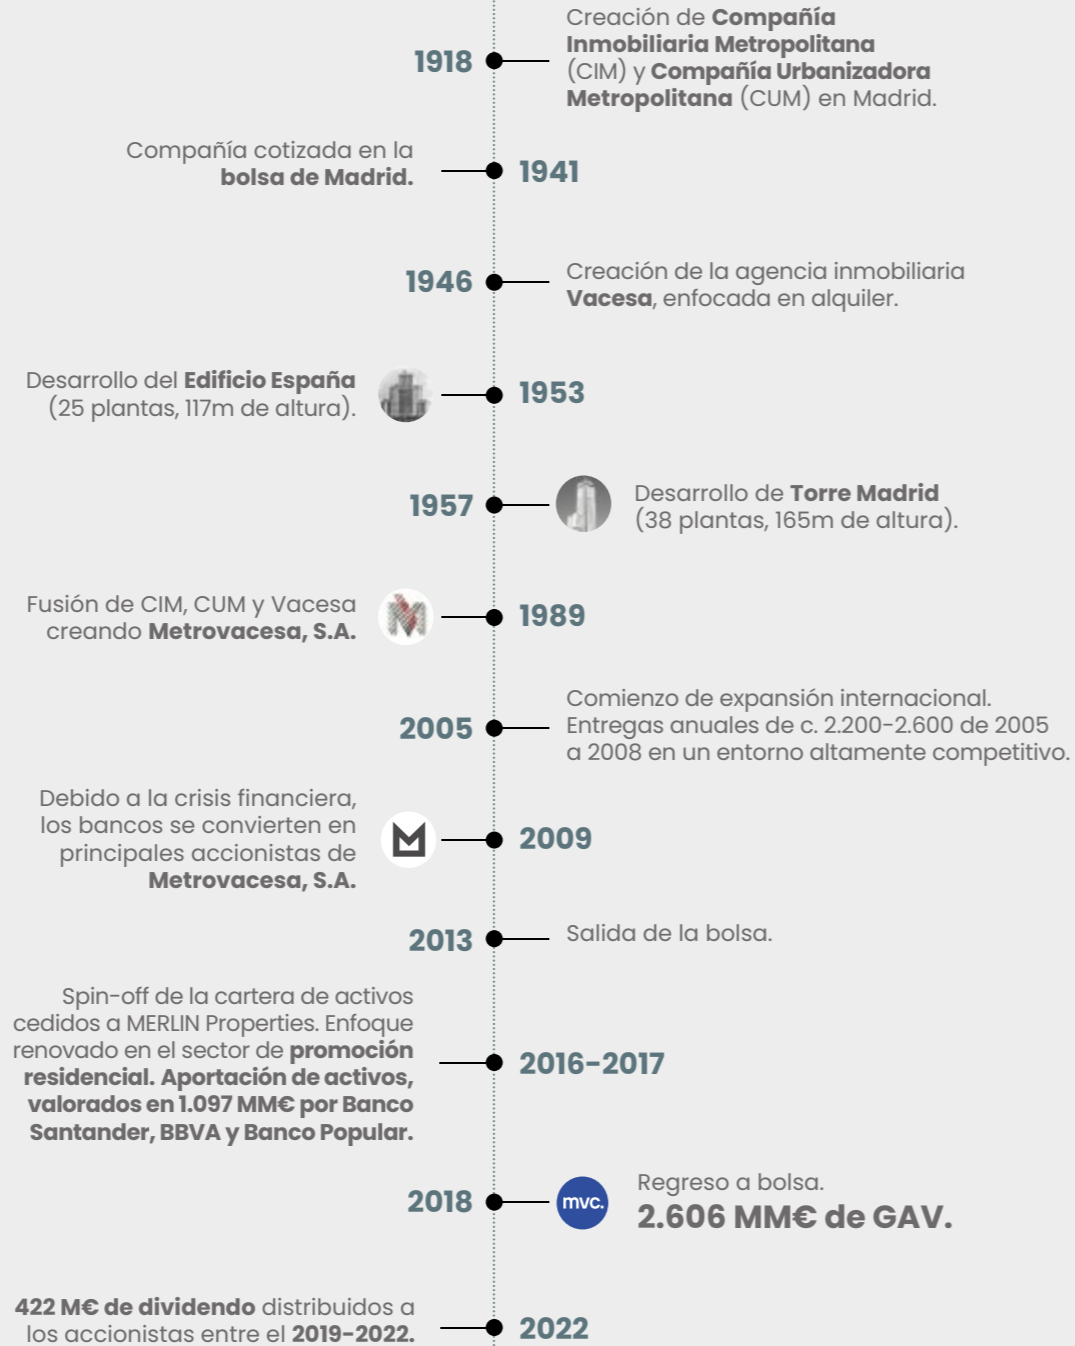 1918
Creación de Compañía
Inmobiliaria Metropolitana
(CIM) y Compañía Urbanizadora
Metropolitana (CUM) en Madrid.
Compañía cotizada en la
bolsa de Madrid.
1941
1946
Creación de la agencia inmobiliaria
Vacesa, enfocada en alquiler.
Desarrollo del Edificio España
(25 plantas, 117m de altura).
1953
1957
Desarrollo de Torre Madrid
(38 plantas, 165m de altura).
Fusión de CIM, CUM y Vacesa
creando Metrovacesa, S.A.
1989
2005
Comienzo de expansión internacional.
Entregas anuales de c. 2.200-2.600 de 2005
a 2008 en un entorno altamente competitivo.
Debido a la crisis financiera,
los bancos se convierten en
principales accionistas de
Metrovacesa, S.A.
2009
2013
Salida de la bolsa.
Spin-off de la cartera de activos
cedidos a MERLIN Properties. Enfoque
renovado en el sector de promoción
residencial. Aportación de activos,
valorados en 1.097 MM€ por Banco
Santander, BBVA y Banco Popular.
2016-2017
2018
mvc.
Regreso a bolsa.
2.606 MM€ de GAV.
422 M€ de dividendo distribuidos a
los accionistas entre el 2019-2022.
2022